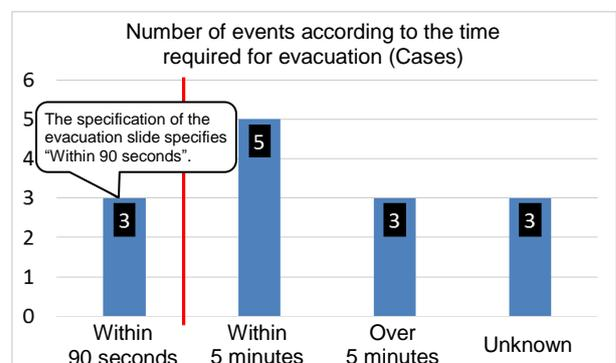 Number of events according to the time
required for evacuation (Cases)
6
5
4
3
2
1
0
The specification of the
evacuation slide specifies
“Within 90 seconds”.
3
5
3
3
Within
90 seconds
Within
5 minutes
Over
5 minutes
Unknown